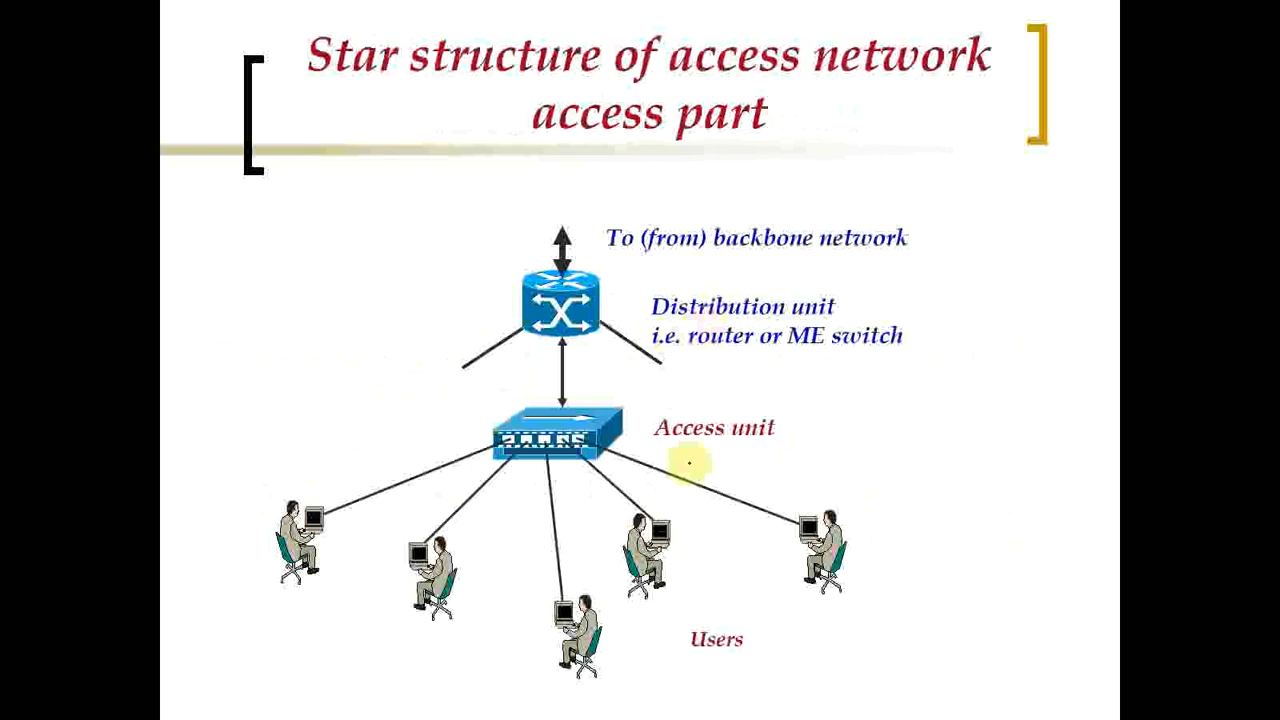 Star structure of access network
access part
To (from) backbone network
Distribution unit
i.e. router or ME switch
Access unit
Users